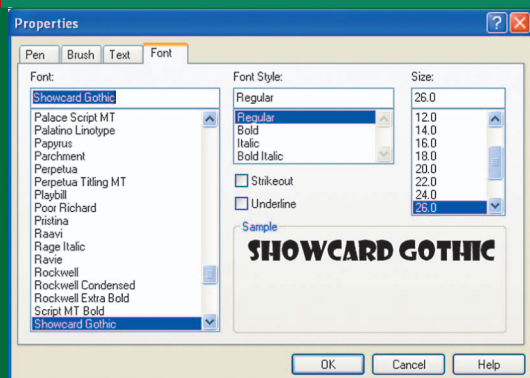 Properties
Pen Brush Text Font
Font: Font Style: Size:
Showcard Gothic Regular 26.0
Palace Script MT
Palatino Linotype
Papyrus
Parchment
Perpetua
Perpetua Titling MT
Playbill
Poor Richard
Pristina
Raavi
Rage Italic
Ravie
Rockwell
Rockwell Condensed
Rockwell Extra Bold
Script MT Bold
Showcard Gothic
Regular
Bold
Italic
Bold Italic
12.0
14.0
16.0
18.0
20.0
22.0
24.0
26.0
Strikeout
Underline
Sample
SHOWCARD GOTHIC
OK Cancel Help